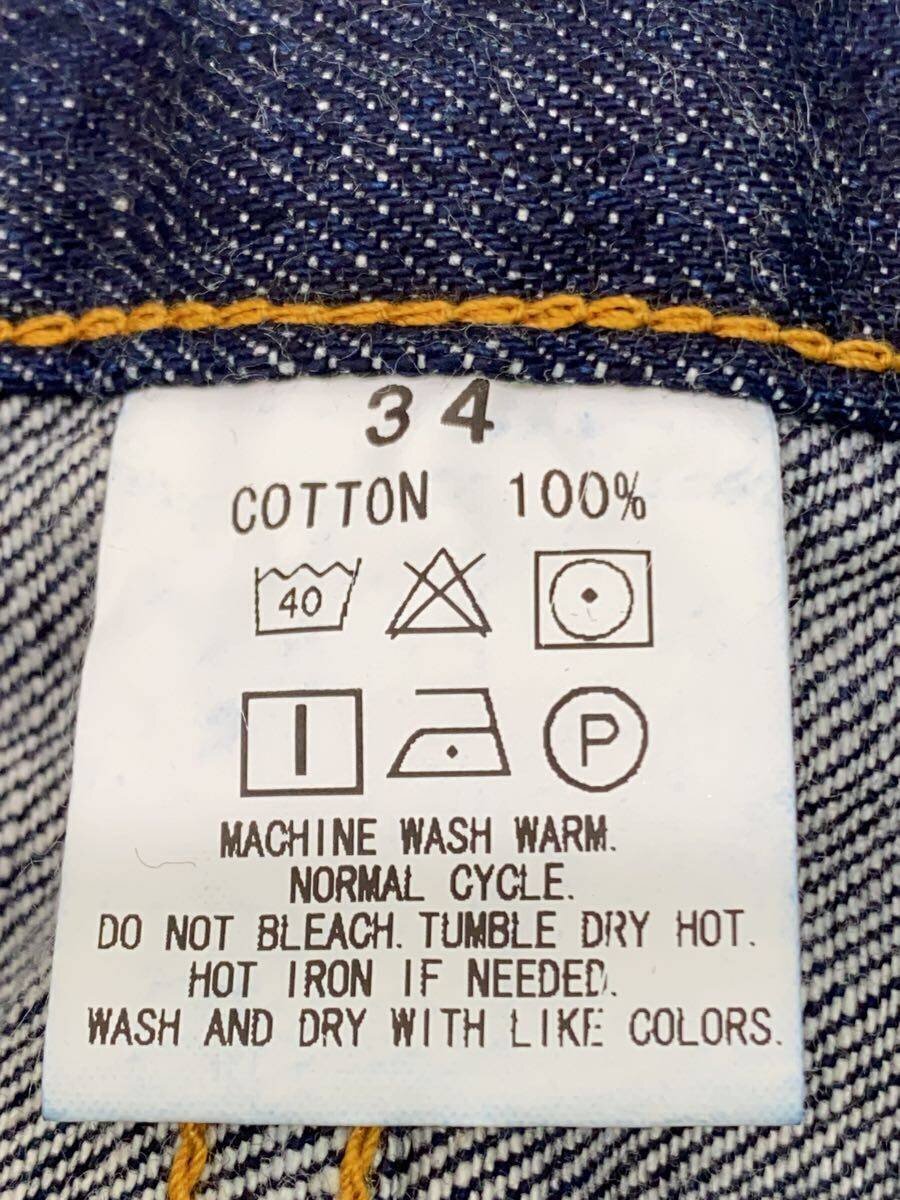 34
COTTON 100%
40
P
MACHINE WASH WARM.
NORMAL CYCLE.
DO NOT BLEACH. TUMBLE DRY HOT.
HOT IRON IF NEEDED.
WASH AND DRY WITH LIKE COLORS.